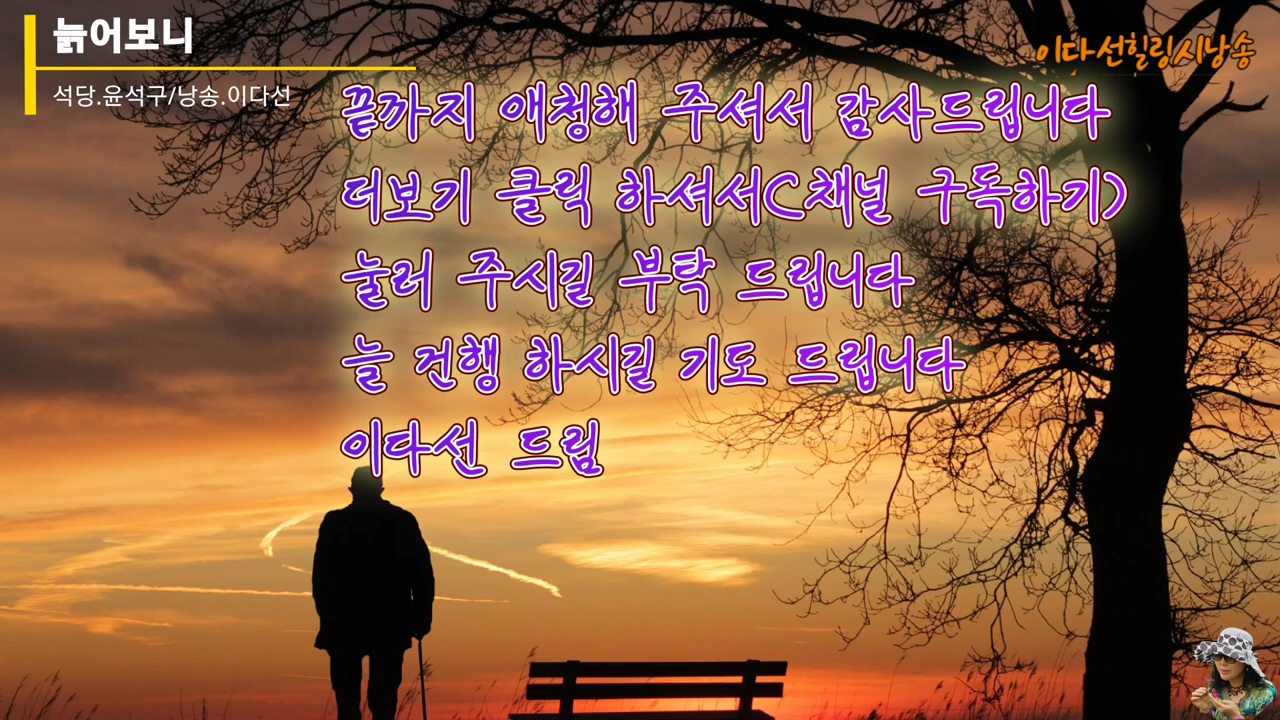 늙어보니
석당.윤석구/낭송.이다선
이다선힐링시낭송
끝까지 애청해 주셔서 감사드립니다
더보기 클릭 하셔서(채널 구독하기)
눌러 주시길 부탁 드립니다
늘 건행 하시길 기도 드립니다
이다선 드림